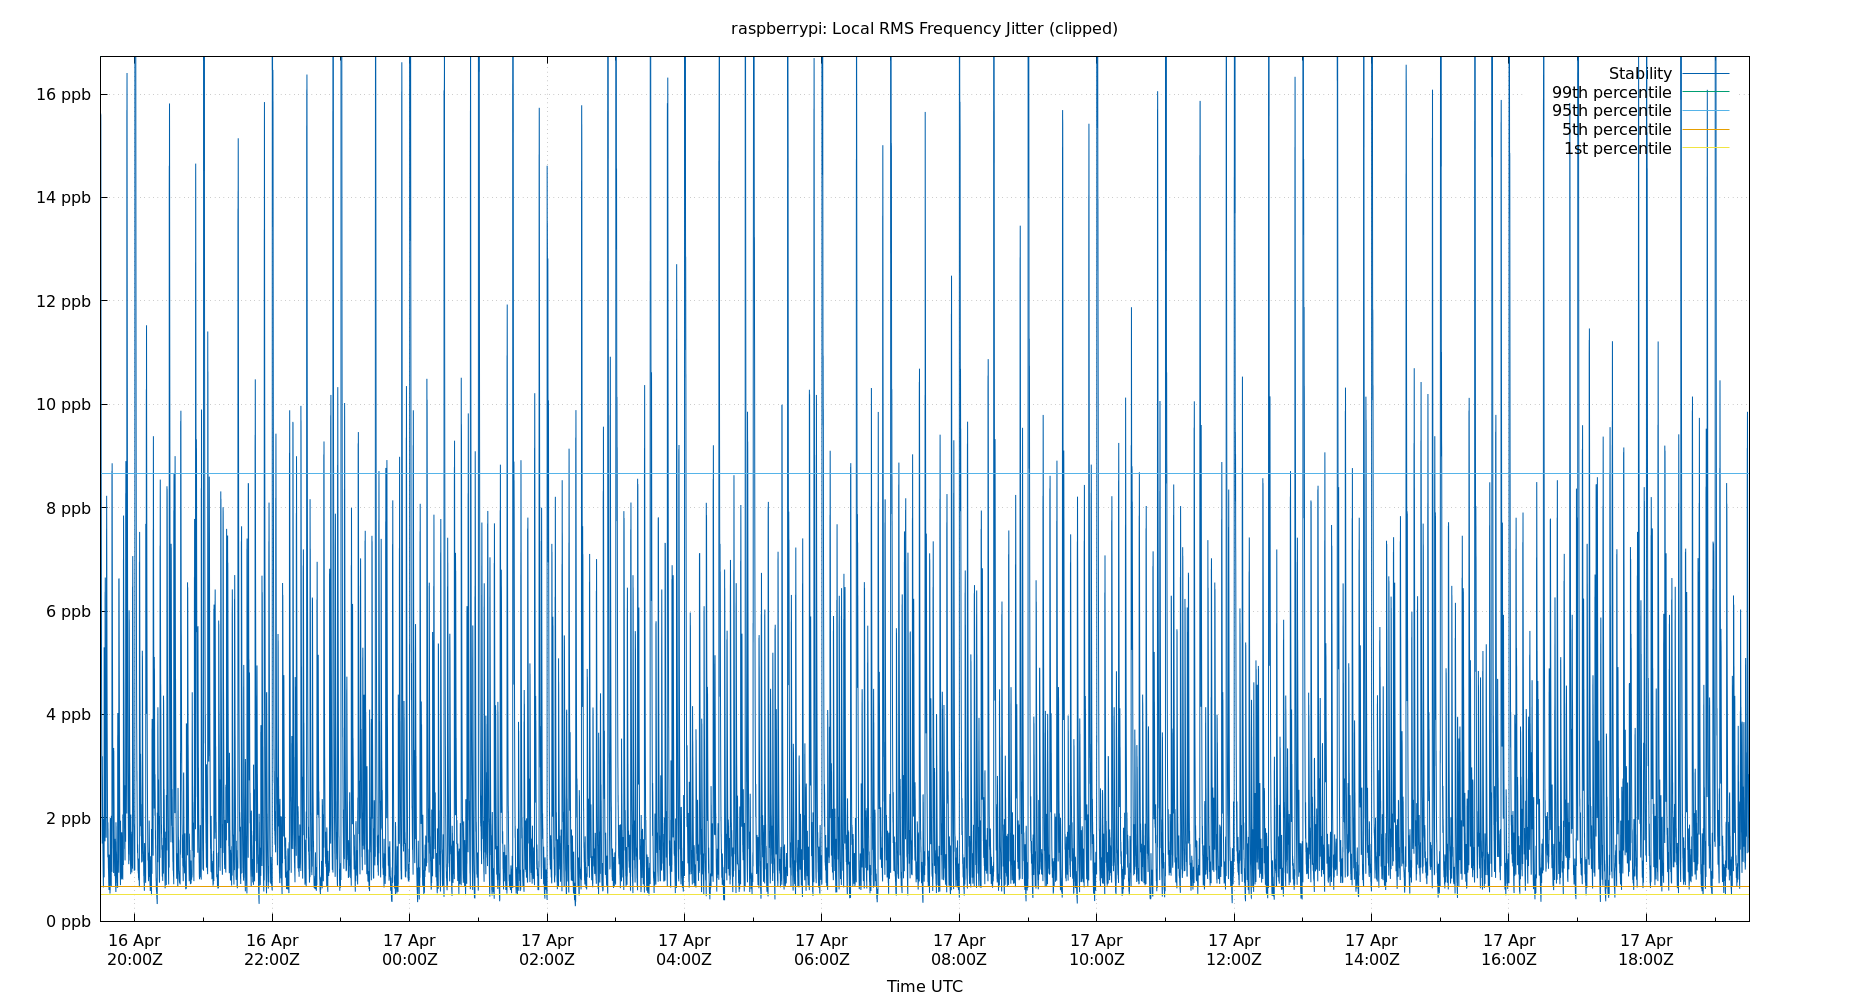 raspberrypi: Local RMS Frequency Jitter (clipped)
Stability
99th percentile
95th percentile
5th percentile
1st percentile
16 ppb
14 ppb
12 ppb
10 ppb
8 ppb
6 ppb
4 ppb
2 ppb
0 ppb
16 Apr
20:00Z
16 Apr
22:00Z
17 Apr
00:00Z
17 Apr
02:00Z
17 Apr
04:00Z
17 Apr
06:00Z
17 Apr
08:00Z
17 Apr
10:00Z
17 Apr
12:00Z
17 Apr
14:00Z
17 Apr
16:00Z
17 Apr
18:00Z
Time UTC